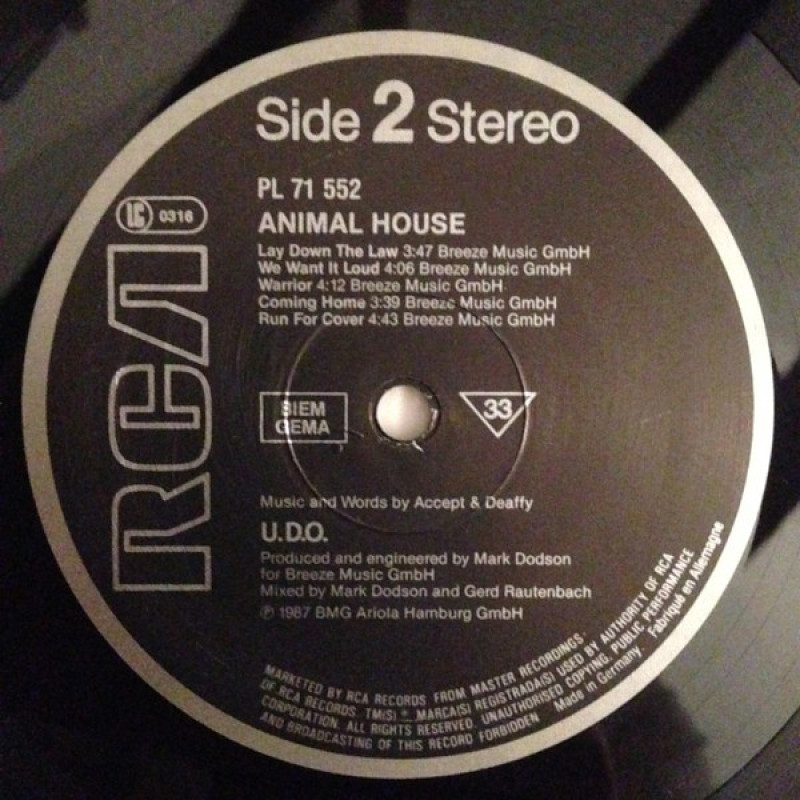 Side 2 Stereo
PL 71 552
LC 0316
ANIMAL HOUSE
Lay Down The Law 3:47 Breeze Music GmbH
We Want It Loud 4:06 Breeze Music GmbH
Warrior 4:12 Breeze Music GmbH
Coming Home 3:39 Breeze Music GmbH
Run For Cover 4:43 Breeze Music GmbH
RCA
BIEM
GEMA
33
Music and Words by Accept & Deaffy
U.D.O.
Produced and engineered by Mark Dodson
for Breeze Music GmbH
Mixed by Mark Dodson and Gerd Rautenbach
℗ 1987 BMG Ariola Hamburg GmbH
MARKETED BY RCA RECORDS. FROM MASTER RECORDINGS
OF RCA RECORDS. TM(S) ® MARCA(S) REGISTRADA(S) USED BY AUTHORITY OF RCA
CORPORATION. ALL RIGHTS RESERVED. UNAUTHORISED COPYING, PUBLIC PERFORMANCE
AND BROADCASTING OF THIS RECORD FORBIDDEN Made in Germany. Fabriqué en Allemagne